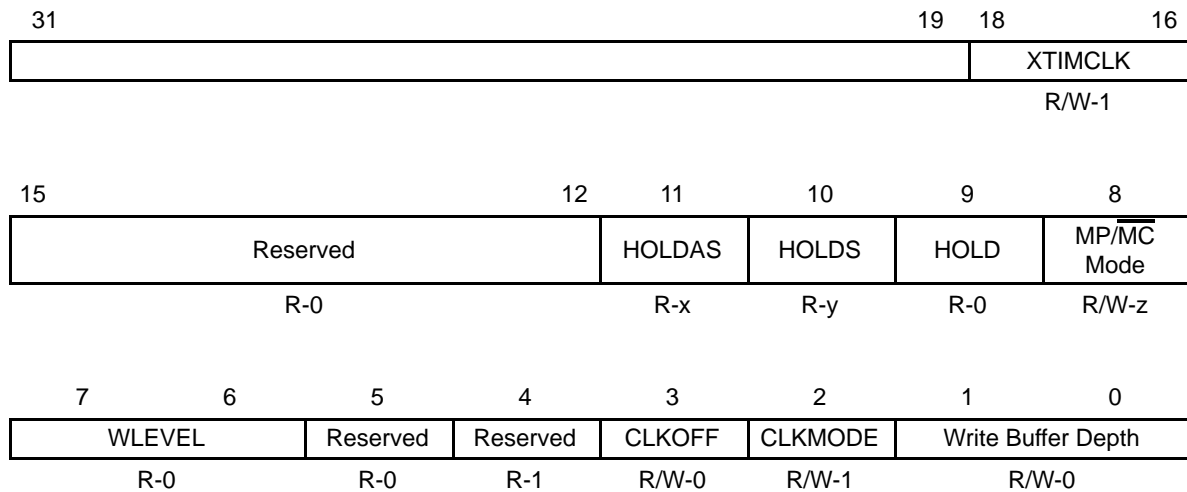 31 19 18 16
XTIMCLK
R/W-1
15 12 11 10 9 8
Reserved HOLDAS HOLDS HOLD MP/M̅C̅
Mode
R-0 R-x R-y R-0 R/W-z
7 6 5 4 3 2 1 0
WLEVEL Reserved Reserved CLKOFF CLKMODE Write Buffer Depth
R-0 R-0 R-1 R/W-0 R/W-1 R/W-0